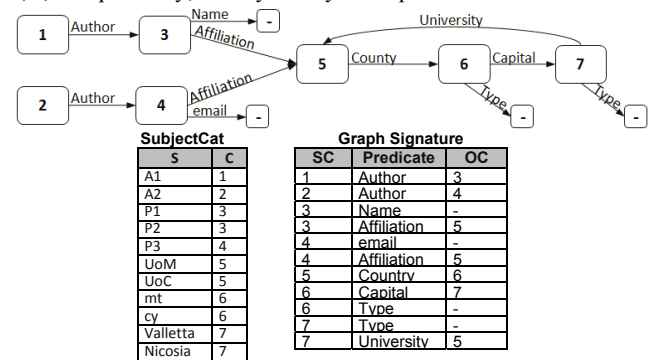 Name
-
University
1
Author
3
Affiliation
5
County
6
Capital
7
2
Author
4
Affiliation
email
-
Type
-
Type
-
SubjectCat
S C
A1 1
A2 2
P1 3
P2 3
P3 4
UoM 5
UoC 5
mt 6
cy 6
Valletta 7
Nicosia 7
Graph Signature
SC Predicate OC
1 Author 3
2 Author 4
3 Name -
3 Affiliation 5
4 email -
4 Affiliation 5
5 Country 6
6 Capital 7
6 Type -
7 Type -
7 University 5